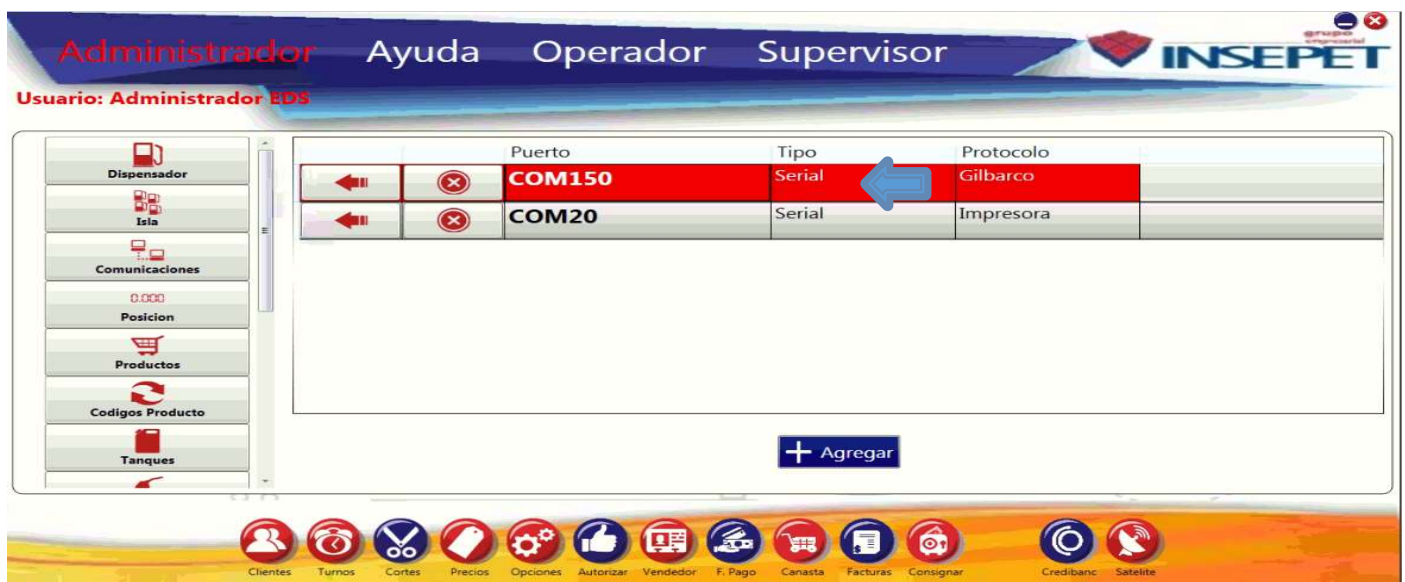 Administrador Ayuda Operador Supervisor
grupo
empresarial
INSEPET
Usuario: Administrador EDS
Puerto Tipo Protocolo
COM150 Serial Gilbarco
COM20 Serial Impresora
Dispensador
Isla
Comunicaciones
0.000
Posicion
Productos
Codigos Producto
Tanques
+ Agregar
Clientes Turnos Cortes Precios Opciones Autorizar Vendedor F. Pago Canasta Facturas Consignar Credibanc Satelite